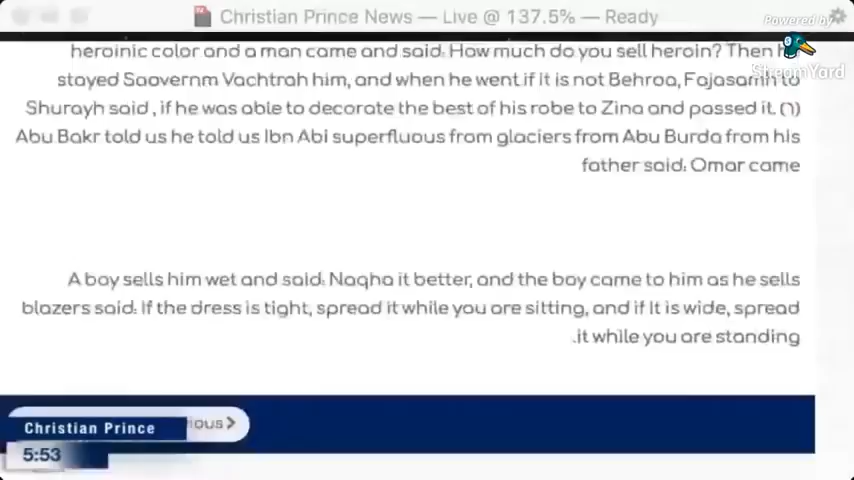 Christian Prince News — Live @ 137.5% — Ready
Powered by
StreamYard
heroinic color and a man came and said: How much do you sell heroin? Then h
stayed Saovernm Vachtrah him, and when he went if it is not Behroa, Fajasamh to
Shurayh said , if he was able to decorate the best of his robe to Zina and passed it. (٦)
Abu Bakr told us he told us Ibn Abi superfluous from glaciers from Abu Burda from his
father said: Omar came
A boy sells him wet and said: Naqha it better, and the boy came to him as he sells
blazers said: If the dress is tight, spread it while you are sitting, and if it is wide, spread
.it while you are standing
ious >
Christian Prince
5:53